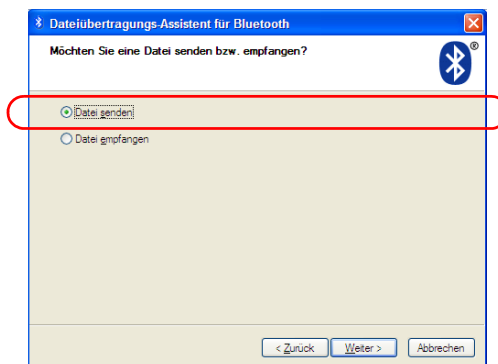 Dateiübertragungs-Assistent für Bluetooth
Möchten Sie eine Datei senden bzw. empfangen?
®
Datei senden
Datei empfangen
< Zurück Weiter > Abbrechen